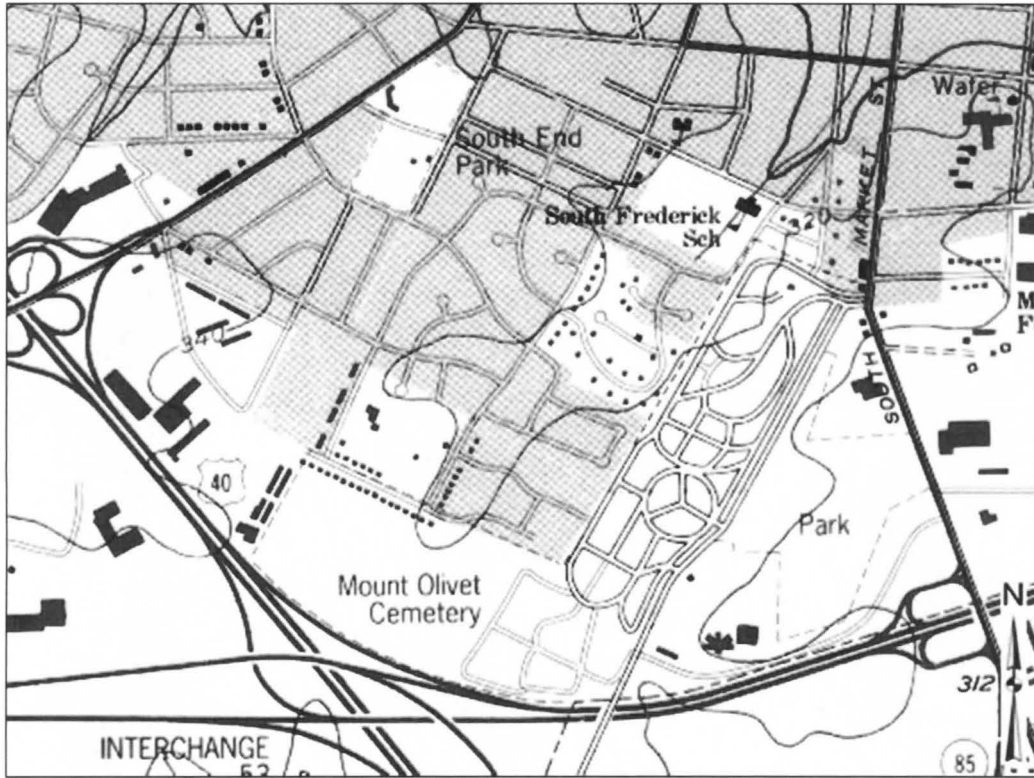 Water
South End
Park
South Frederick
Sch
320
MARKET ST
M
F
340
SOUTH
40
Park
Mount Olivet
Cemetery
N
312
INTERCHANGE
53
85